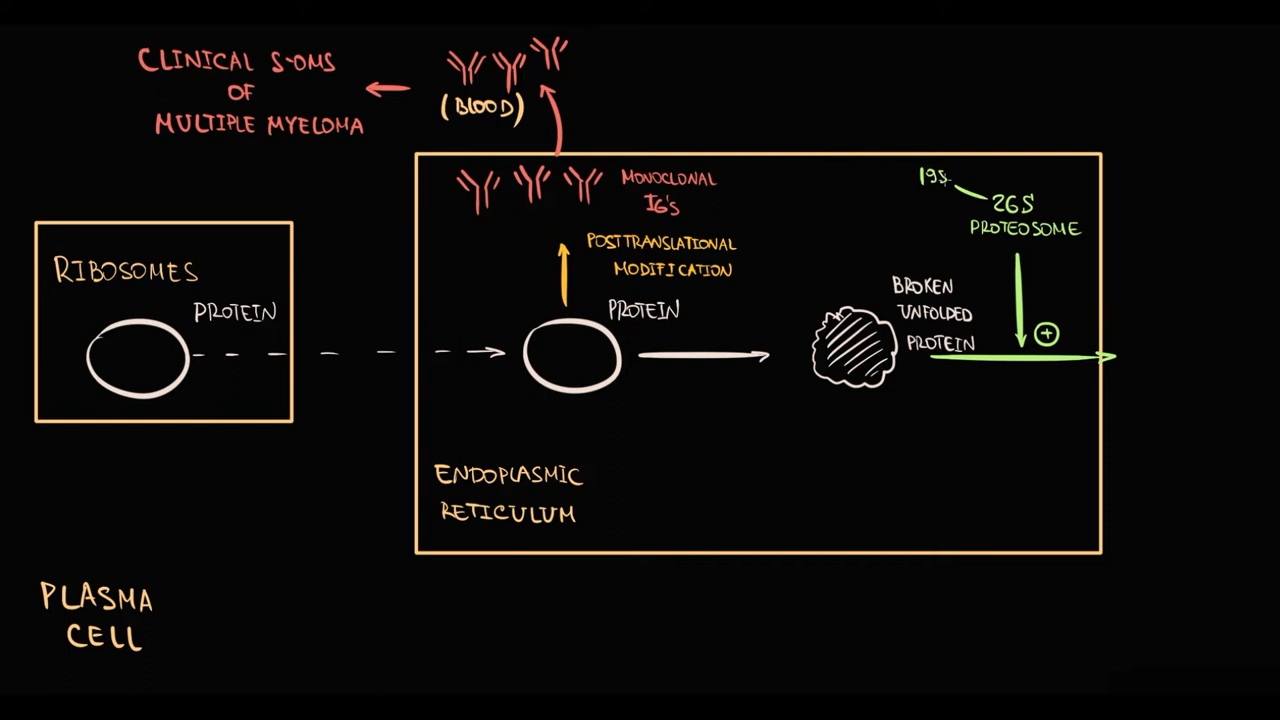 CLINICAL S-OMS
OF
MULTIPLE MYELOMA
(BLOOD)
MONOCLONAL
IG'S
19S
26S
PROTEOSOME
POSTTRANSLATIONAL
MODIFICATION
RIBOSOMES
PROTEIN
PROTEIN
BROKEN
UNFOLDED
PROTEIN
+
ENDOPLASMIC
RETICULUM
PLASMA
CELL